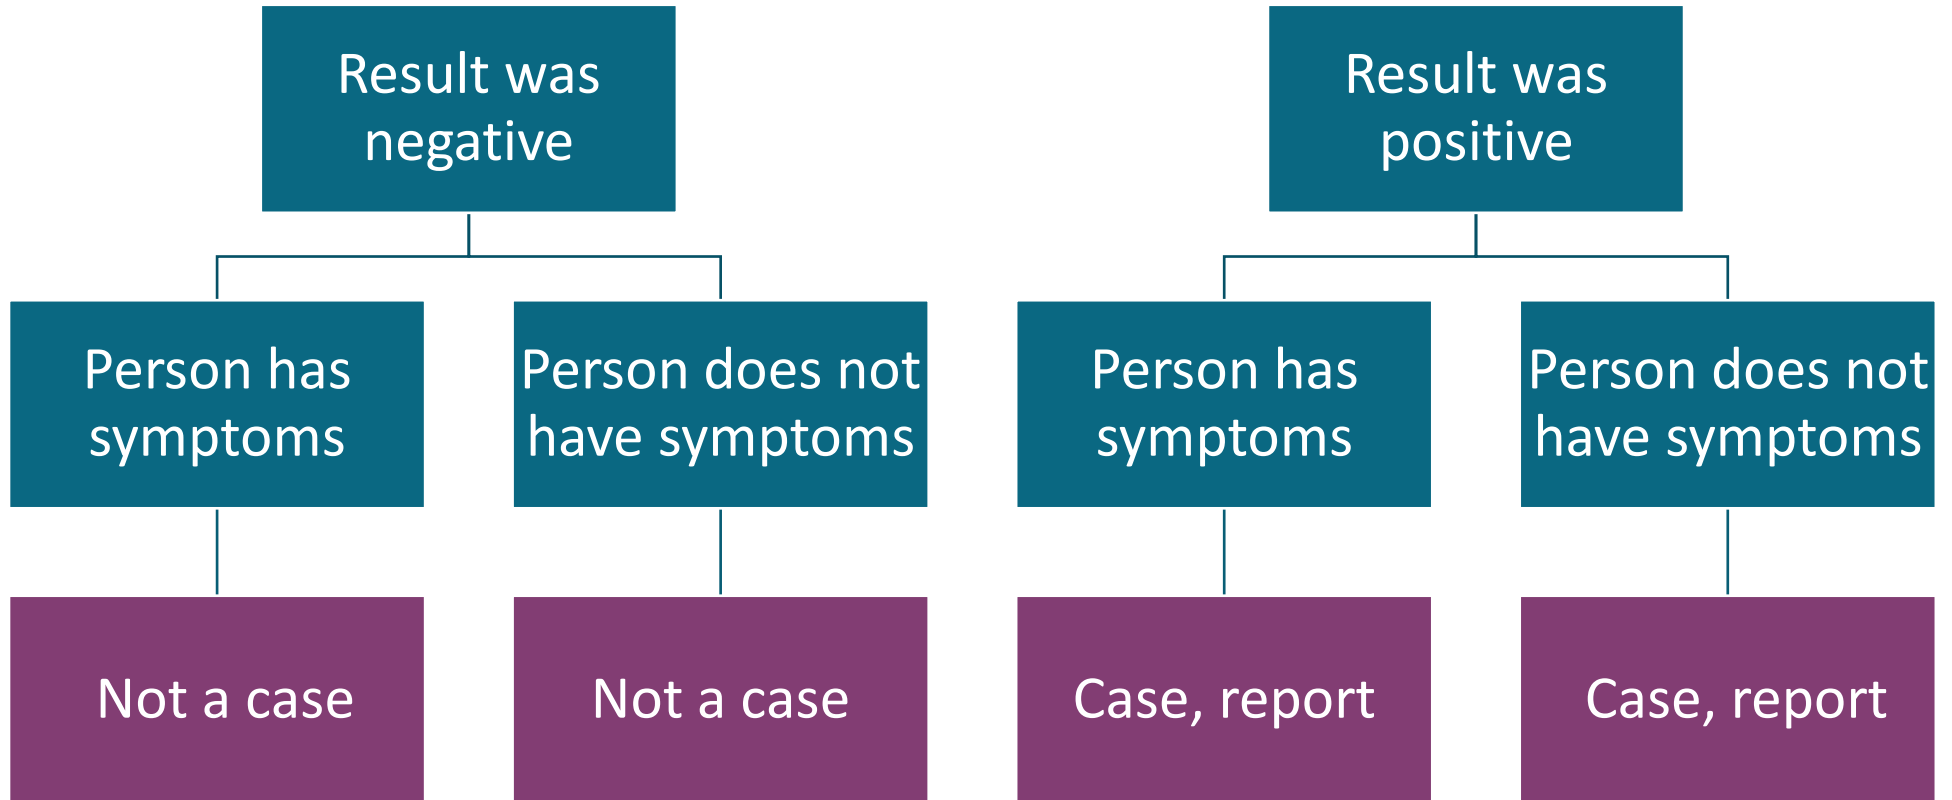 Result was
negative
Result was
positive
Person has
symptoms
Person does not
have symptoms
Person has
symptoms
Person does not
have symptoms
Not a case
Not a case
Case, report
Case, report